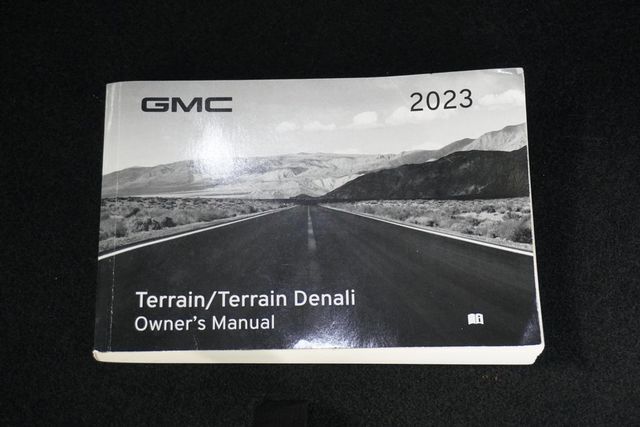 GMC
2023
Terrain/Terrain Denali
Owner's Manual